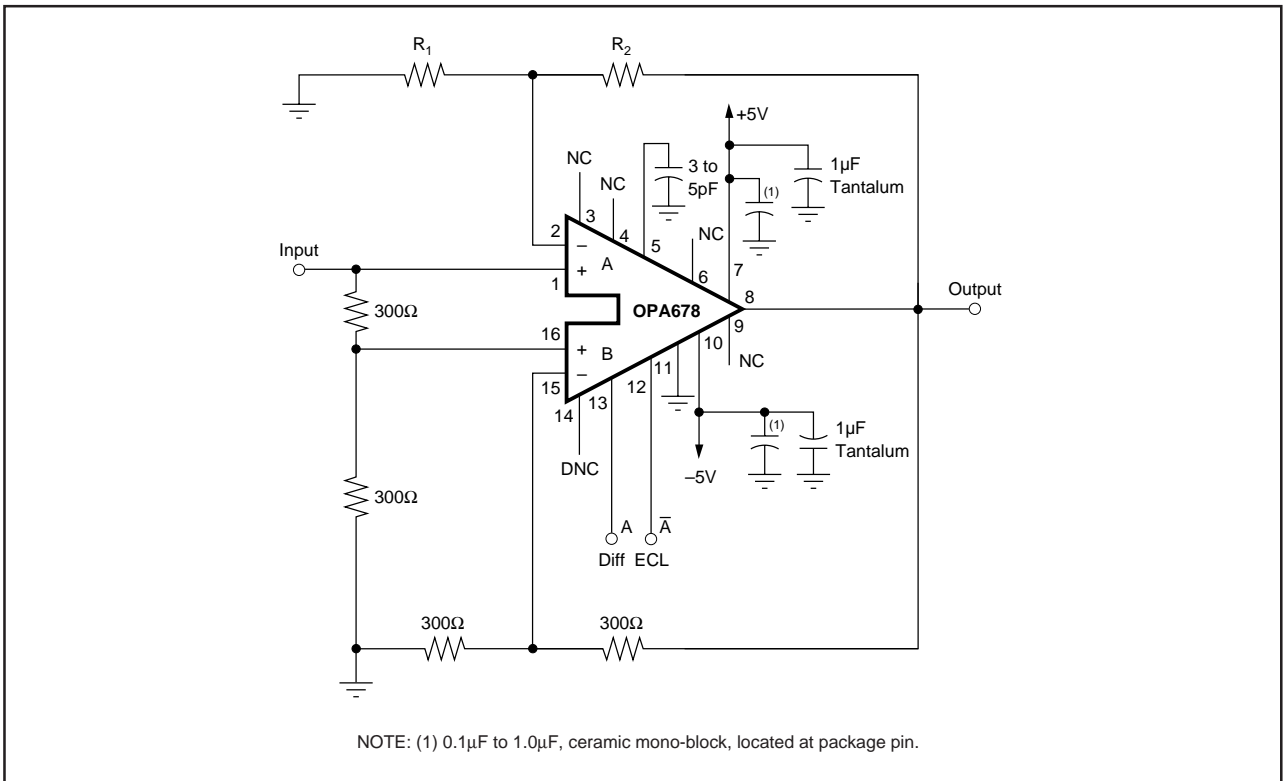 R1
R2
+5V
NC
3 to
5pF
1µF
Tantalum
NC
(1)
3
4
5
NC
2
–
A
6
7
Input
+
1
8
Output
300Ω
OPA678
9
16
+
B
10
NC
–
11
15
12
13
14
(1)
1µF
Tantalum
DNC
–5V
300Ω
A
A̅
Diff ECL
300Ω
300Ω
NOTE: (1) 0.1µF to 1.0µF, ceramic mono-block, located at package pin.